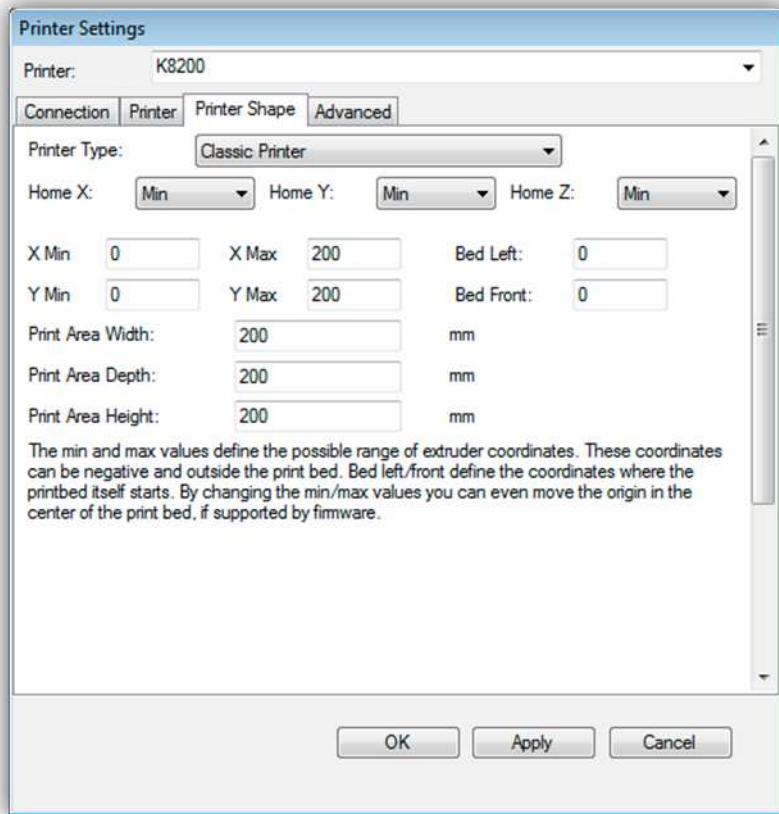 Printer Settings
Printer: K8200
Connection Printer Printer Shape Advanced
Printer Type: Classic Printer
Home X: Min Home Y: Min Home Z: Min
X Min 0 X Max 200 Bed Left: 0
Y Min 0 Y Max 200 Bed Front: 0
Print Area Width: 200 mm
Print Area Depth: 200 mm
Print Area Height: 200 mm
The min and max values define the possible range of extruder coordinates. These coordinates
can be negative and outside the print bed. Bed left/front define the coordinates where the
printbed itself starts. By changing the min/max values you can even move the origin in the
center of the print bed, if supported by firmware.
OK Apply Cancel